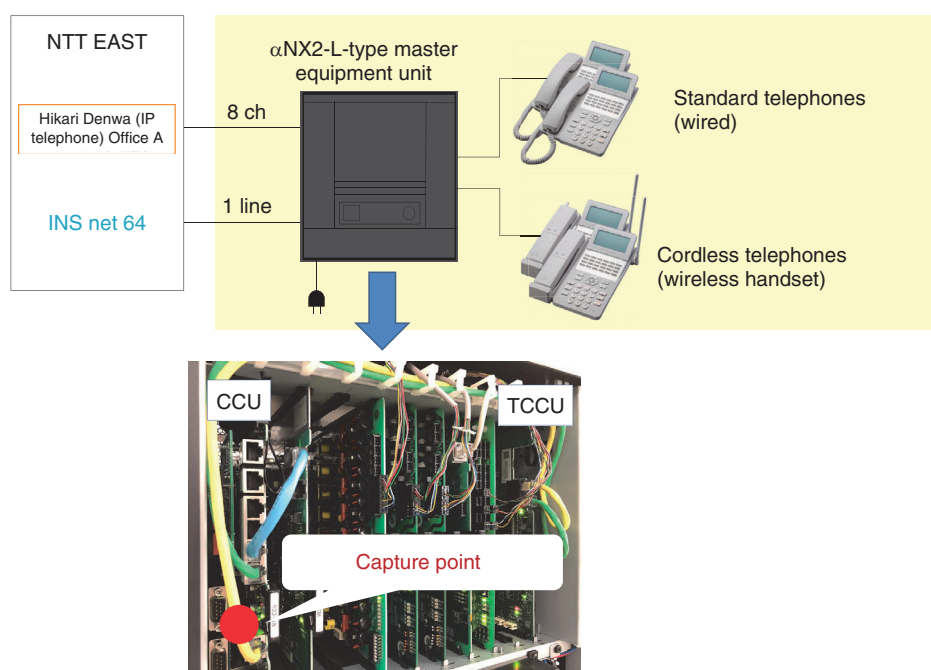 NTT EAST
Hikari Denwa (IP
telephone) Office A
INS net 64
8 ch
1 line
αNX2-L-type master
equipment unit
Standard telephones
(wired)
Cordless telephones
(wireless handset)
CCU
TCCU
Capture point